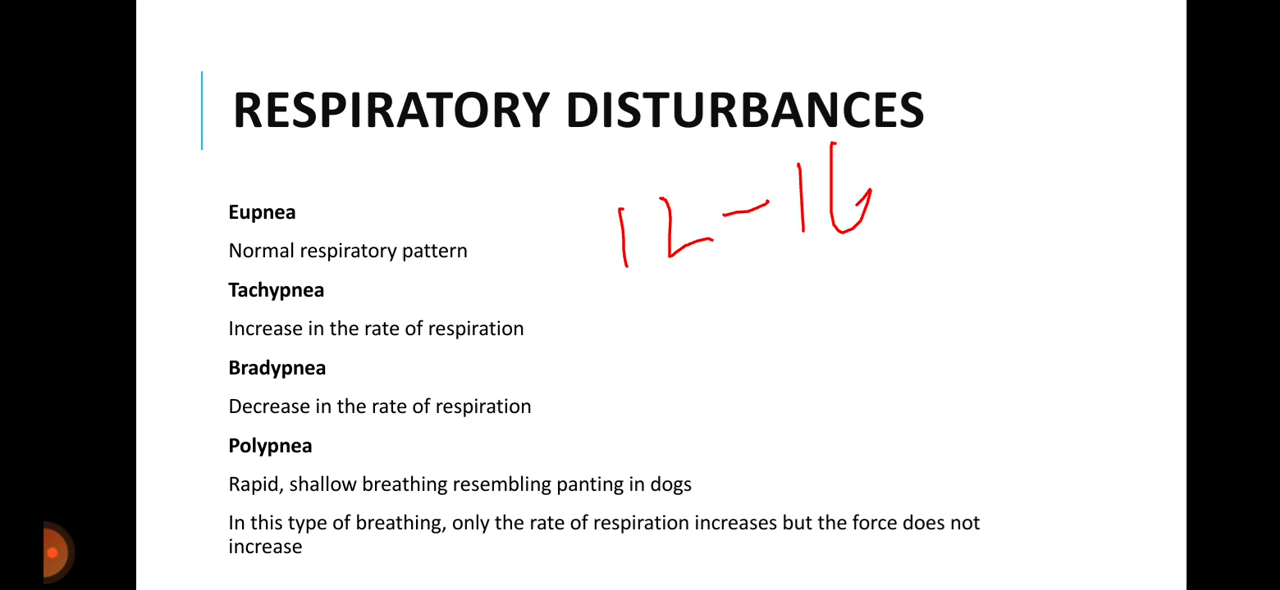 RESPIRATORY DISTURBANCES
12-16
Eupnea
Normal respiratory pattern
Tachypnea
Increase in the rate of respiration
Bradypnea
Decrease in the rate of respiration
Polypnea
Rapid, shallow breathing resembling panting in dogs
In this type of breathing, only the rate of respiration increases but the force does not
increase